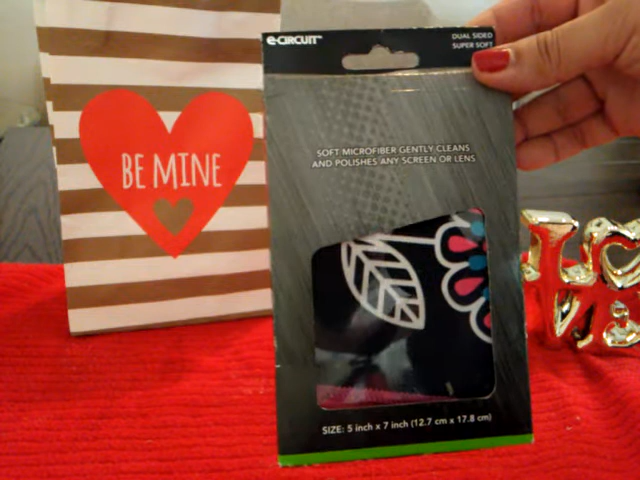 e-CIRCUIT™
DUAL SIDED
SUPER SOFT
SOFT MICROFIBER GENTLY CLEANS
AND POLISHES ANY SCREEN OR LENS
BE MINE
SIZE: 5 inch x 7 inch (12.7 cm x 17.8 cm)